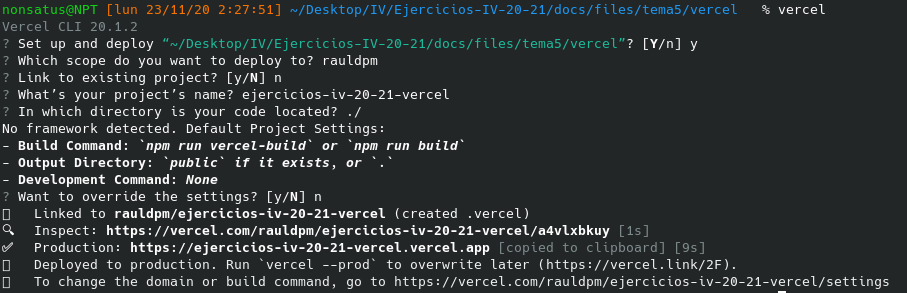 nonsatus@NPT [lun 23/11/20 2:27:51] ~/Desktop/IV/Ejercicios-IV-20-21/docs/files/tema5/vercel % vercel
Vercel CLI 20.1.2
? Set up and deploy “~/Desktop/IV/Ejercicios-IV-20-21/docs/files/tema5/vercel”? [Y/n] y
? Which scope do you want to deploy to? rauldpm
? Link to existing project? [y/N] n
? What’s your project’s name? ejercicios-iv-20-21-vercel
? In which directory is your code located? ./
No framework detected. Default Project Settings:
- Build Command: `npm run vercel-build` or `npm run build`
- Output Directory: `public` if it exists, or `.`
- Development Command: None
? Want to override the settings? [y/N] n
Linked to rauldpm/ejercicios-iv-20-21-vercel (created .vercel)
🔍 Inspect: https://vercel.com/rauldpm/ejercicios-iv-20-21-vercel/a4vlxbkuy [1s]
✅ Production: https://ejercicios-iv-20-21-vercel.vercel.app [copied to clipboard] [9s]
Deployed to production. Run `vercel --prod` to overwrite later (https://vercel.link/2F).
To change the domain or build command, go to https://vercel.com/rauldpm/ejercicios-iv-20-21-vercel/settings